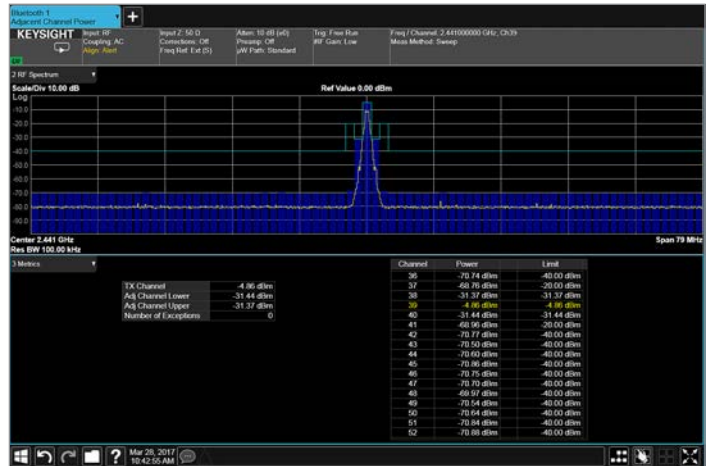 Bluetooth 1
Adjacent Channel Power
KEYSIGHT
Input: RF
Coupling: AC
Align: Alert
Input Z: 50 Ω
Corrections: Off
Freq Ref: Ext (S)
Atten: 10 dB (e0)
Preamp: Off
µW Path: Standard
Trig: Free Run
#IF Gain: Low
Freq / Channel: 2.441000000 GHz, Ch39
Meas Method: Sweep
2 RF Spectrum
Scale/Div 10.00 dB
Ref Value 0.00 dBm
Log
-10.0
-20.0
-30.0
-40.0
-50.0
-60.0
-70.0
-80.0
-90.0
Center 2.441 GHz
Res BW 100.00 kHz
Span 79 MHz
3 Metrics
TX Channel -4.86 dBm
Adj Channel Lower -31.44 dBm
Adj Channel Upper -31.37 dBm
Number of Exceptions 0
Channel Power Limit
36 -70.74 dBm -40.00 dBm
37 -68.76 dBm -20.00 dBm
38 -31.37 dBm -31.37 dBm
39 -4.86 dBm -4.86 dBm
40 -31.44 dBm -31.44 dBm
41 -68.96 dBm -20.00 dBm
42 -70.77 dBm -40.00 dBm
43 -70.50 dBm -40.00 dBm
44 -70.60 dBm -40.00 dBm
45 -70.86 dBm -40.00 dBm
46 -70.75 dBm -40.00 dBm
47 -70.70 dBm -40.00 dBm
48 -69.97 dBm -40.00 dBm
49 -70.54 dBm -40.00 dBm
50 -70.64 dBm -40.00 dBm
51 -70.84 dBm -40.00 dBm
52 -70.88 dBm -40.00 dBm
?
Mar 28, 2017
10:42:55 AM